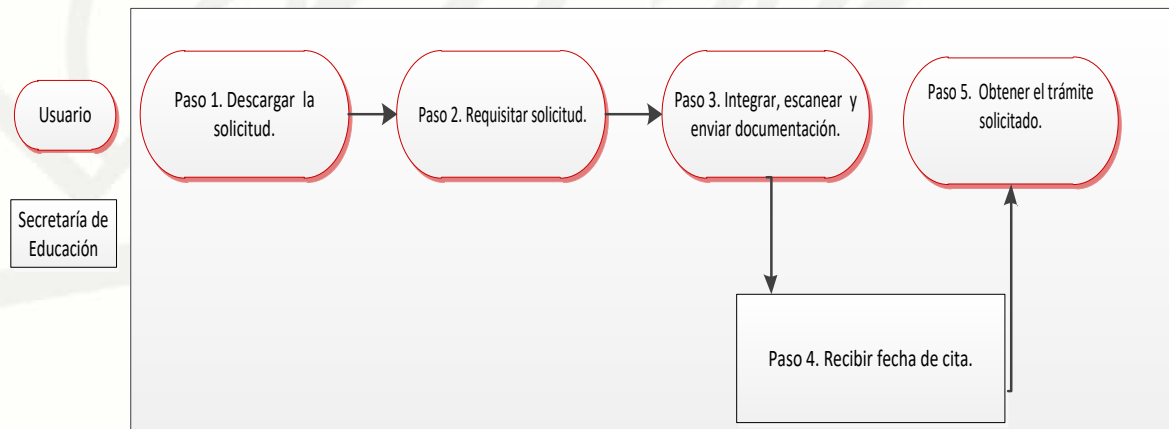 Usuario
Secretaría de
Educación
Paso 1. Descargar la
solicitud.
Paso 2. Requisitar solicitud.
Paso 3. Integrar, escanear y
enviar documentación.
Paso 5. Obtener el trámite
solicitado.
Paso 4. Recibir fecha de cita.